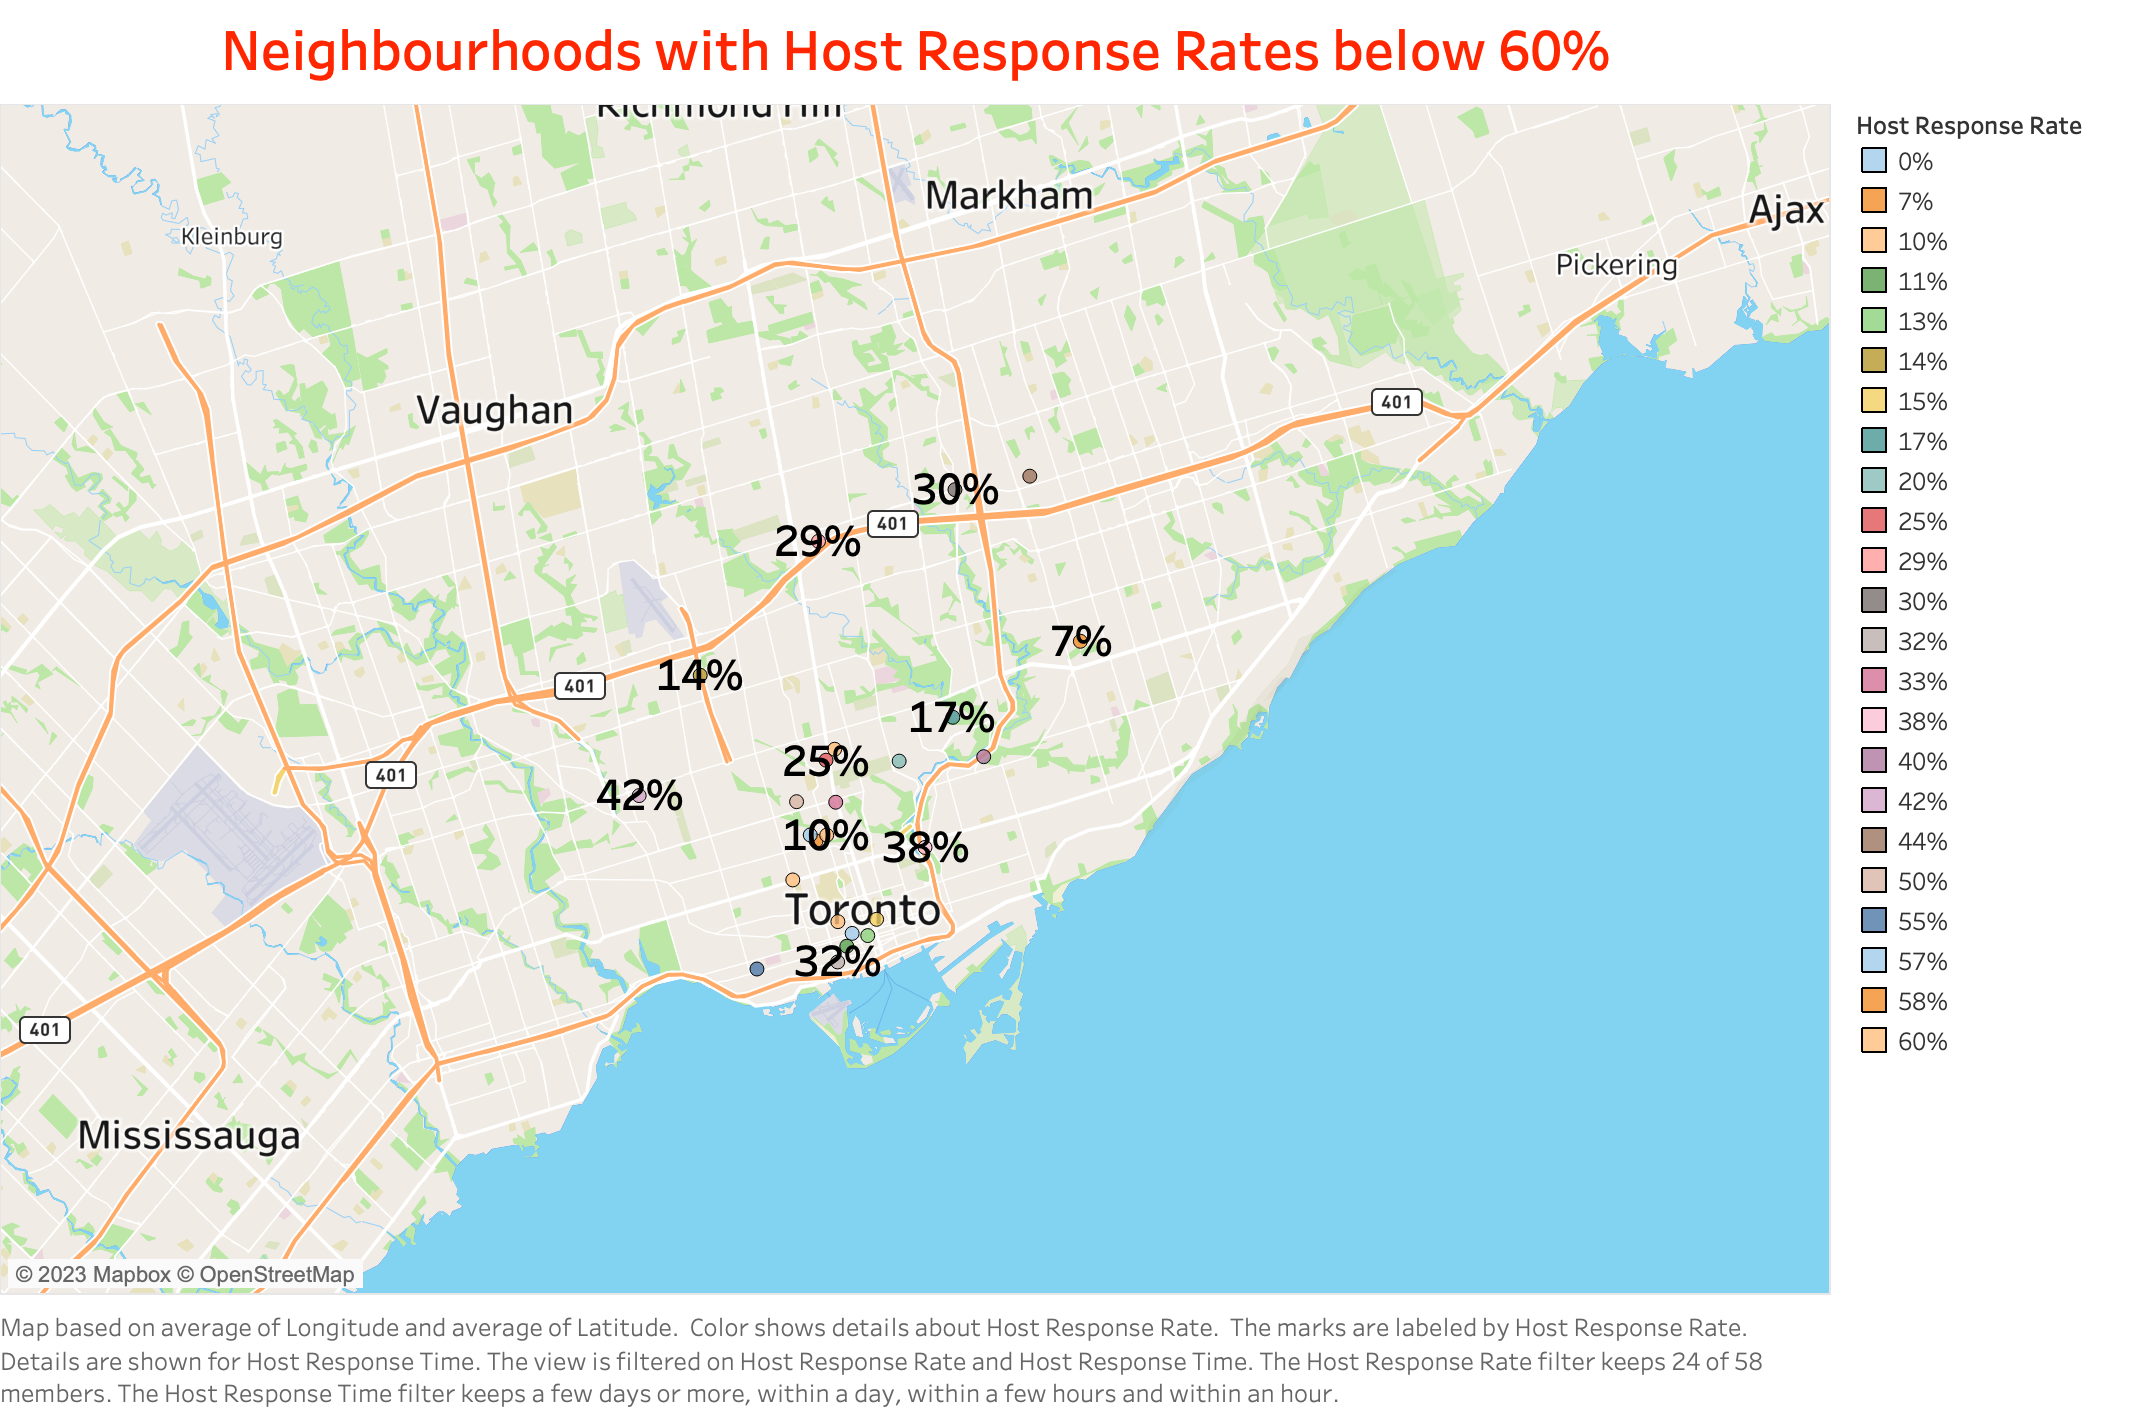 Neighbourhoods with Host Response Rates below 60%
Richmond Hill
Markham
Ajax
Kleinburg
Pickering
Vaughan
401
30%
401
29%
7%
14%
401
17%
25%
401
42%
10%
38%
Toronto
32%
401
Mississauga
© 2023 Mapbox © OpenStreetMap
Host Response Rate
0%
7%
10%
11%
13%
14%
15%
17%
20%
25%
29%
30%
32%
33%
38%
40%
42%
44%
50%
55%
57%
58%
60%
Map based on average of Longitude and average of Latitude.  Color shows details about Host Response Rate.  The marks are labeled by Host Response Rate.
Details are shown for Host Response Time. The view is filtered on Host Response Rate and Host Response Time. The Host Response Rate filter keeps 24 of 58
members. The Host Response Time filter keeps a few days or more, within a day, within a few hours and within an hour.